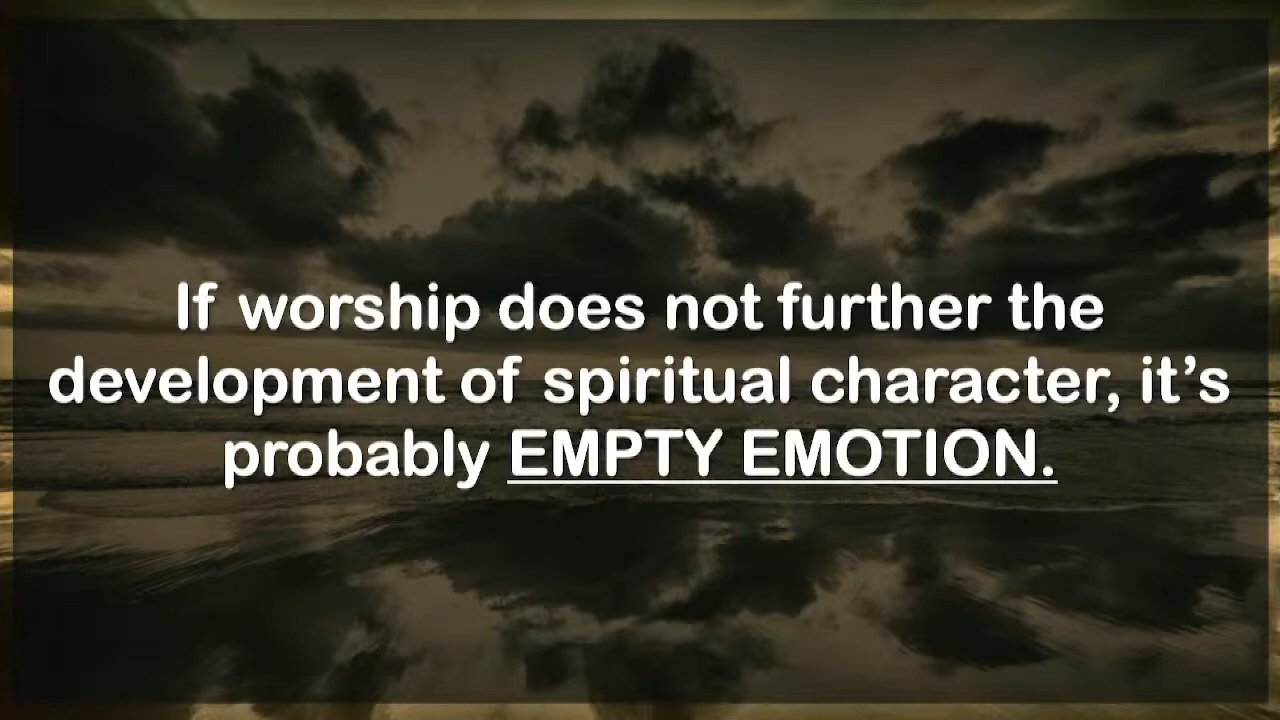 If worship does not further the
development of spiritual character, it’s
probably EMPTY EMOTION.